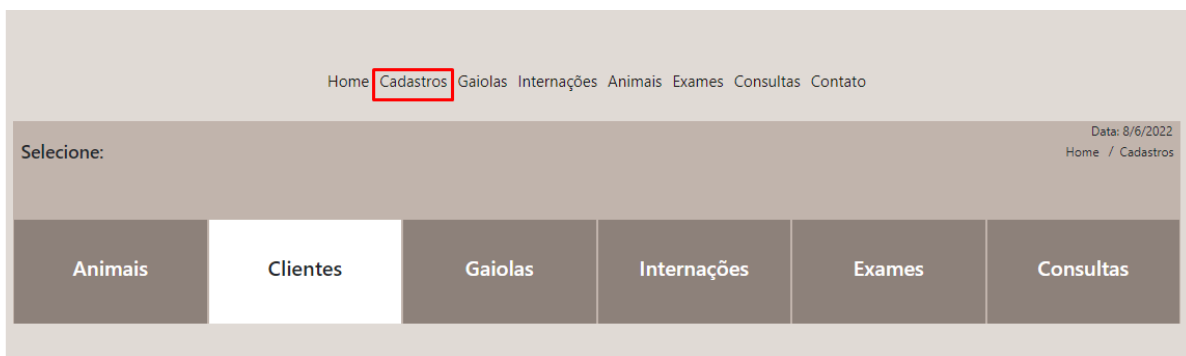 Home Cadastros Gaiolas Internações Animais Exames Consultas Contato
Data: 8/6/2022
Selecione:
Home / Cadastros
Animais Clientes Gaiolas Internações Exames Consultas